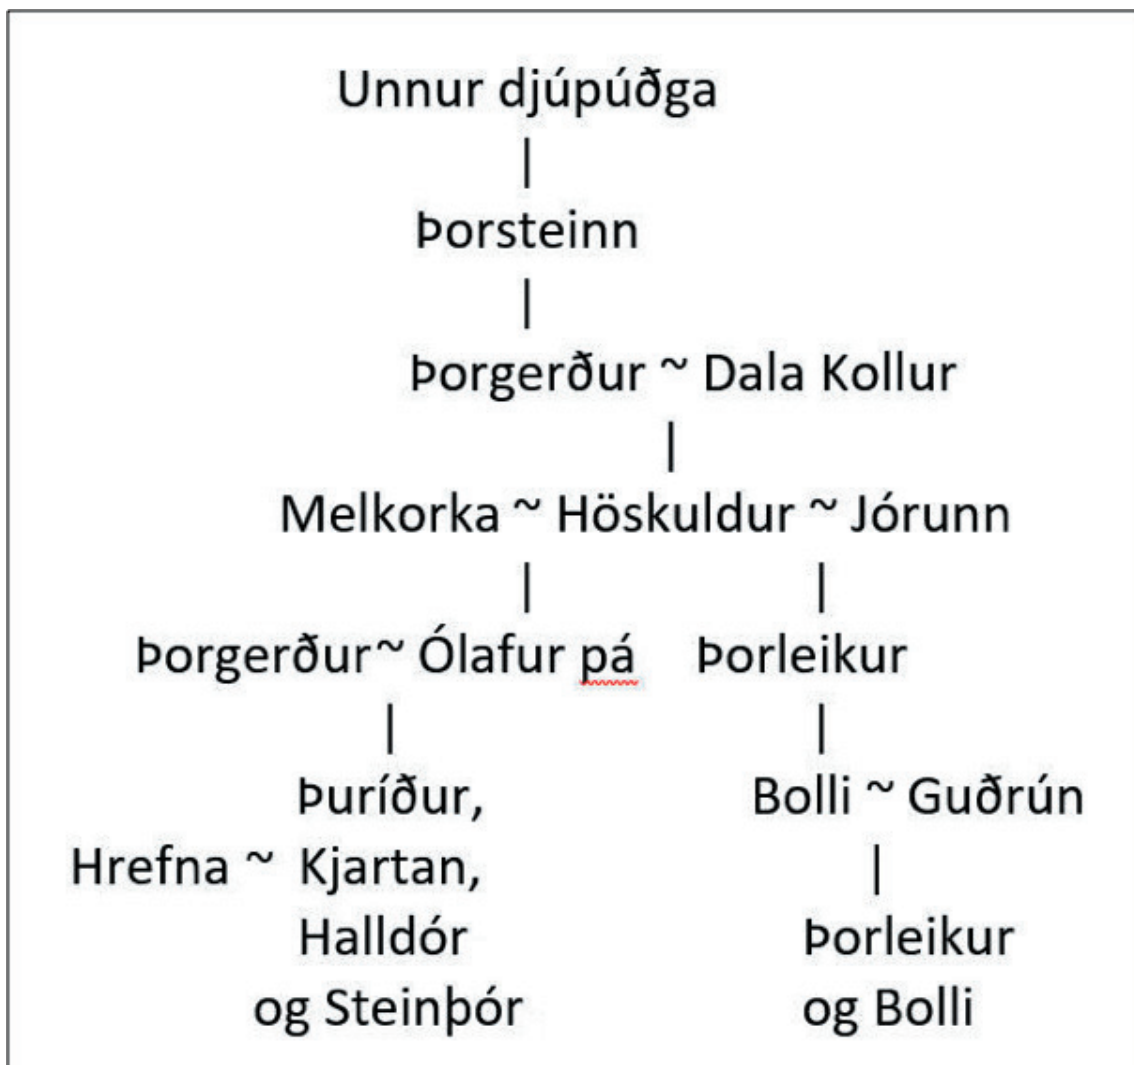 Unnur djúpúðga
|
Þorsteinn
|
Þorgerður ~ Dala Kollur
|
Melkorka ~ Höskuldur ~ Jórunn
| |
Þorgerður~ Ólafur pá Þorleikur
| |
Þuríður, Bolli ~ Guðrún
Hrefna ~ Kjartan, |
Halldór Þorleikur
og Steinþór og Bolli